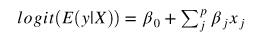 logit(E(y|X)) = β₀ + ∑ⱼᵖ βⱼxⱼ